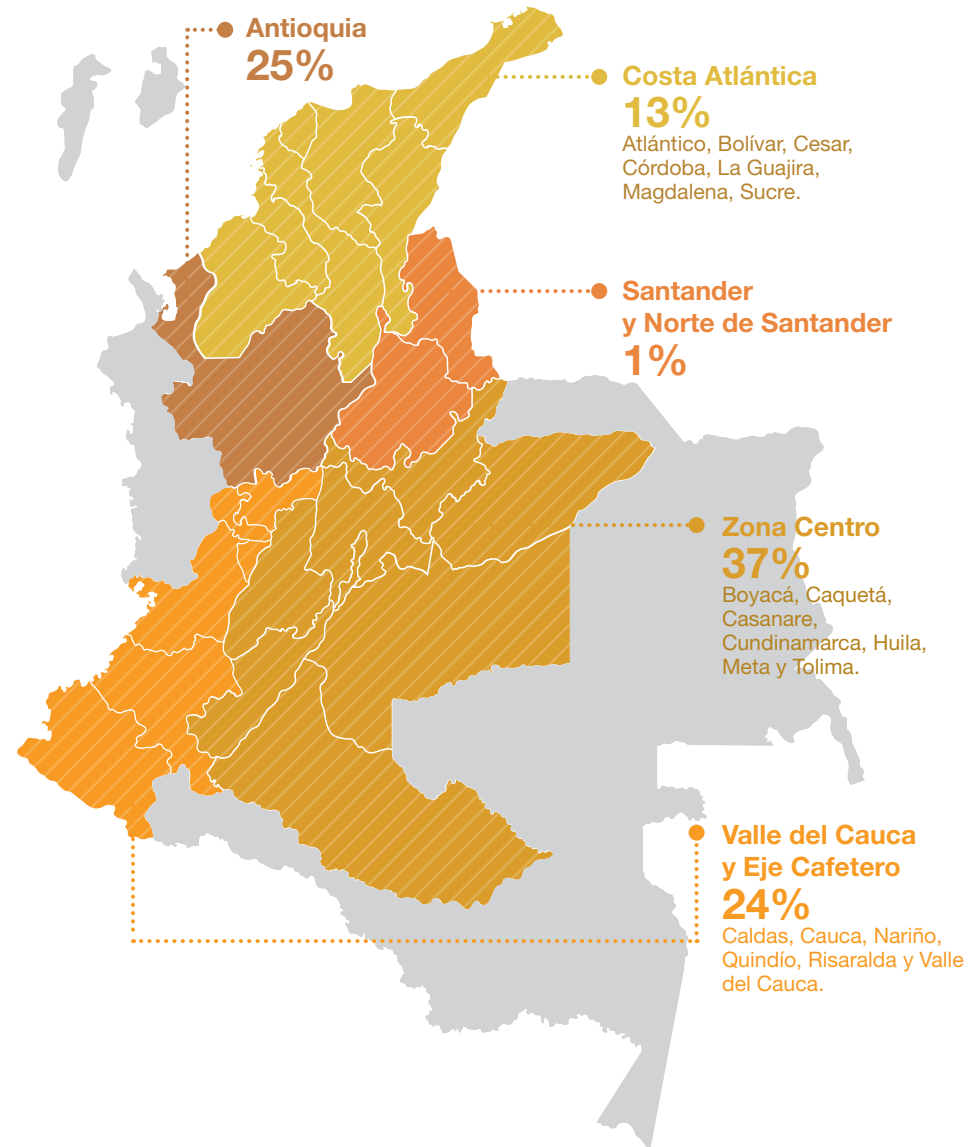 Antioquia
25%
Costa Atlántica
13%
Atlántico, Bolívar, Cesar,
Córdoba, La Guajira,
Magdalena, Sucre.
Santander
y Norte de Santander
1%
Zona Centro
37%
Boyacá, Caquetá,
Casanare,
Cundinamarca, Huila,
Meta y Tolima.
Valle del Cauca
y Eje Cafetero
24%
Caldas, Cauca, Nariño,
Quindío, Risaralda y Valle
del Cauca.